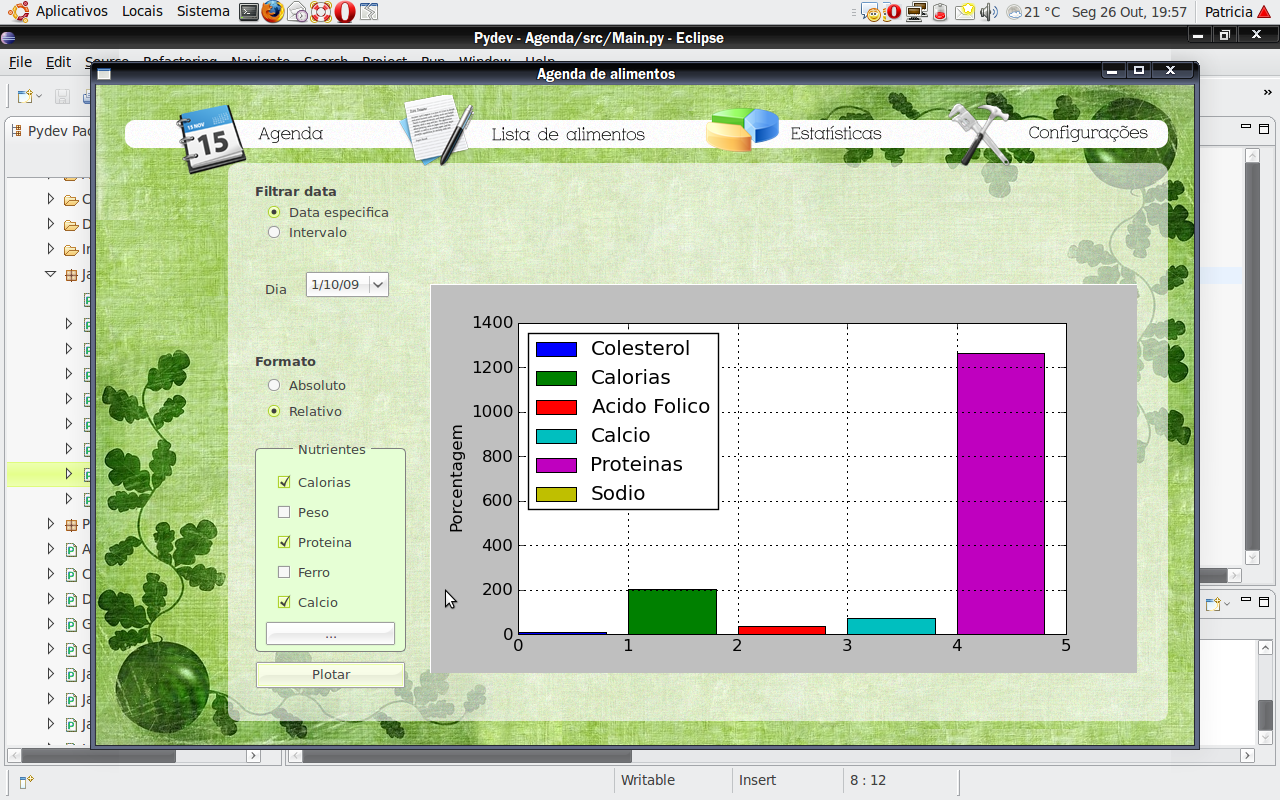 Aplicativos Locais Sistema 21 °C Seg 26 Out, 19:57 Patricia
Pydev - Agenda/src/Main.py - Eclipse
File Edit
Agenda de alimentos
Pydev Pac
15 NOV
15
Agenda Lista de alimentos Estatísticas Configurações
Filtrar data
Data especifica
Intervalo
Dia 1/10/09
Formato
Absoluto
Relativo
Nutrientes
Calorias
Peso
Proteina
Ferro
Calcio
...
Plotar
Porcentagem
1400
1200
1000
800
600
400
200
0
0 1 2 3 4 5
Colesterol
Calorias
Acido Folico
Calcio
Proteinas
Sodio
Writable Insert 8 : 12